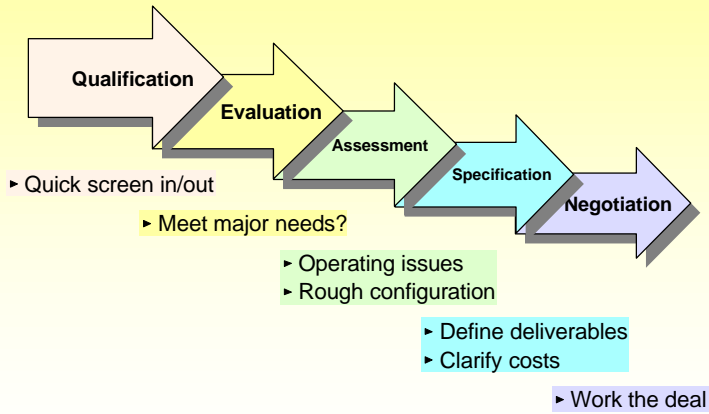 Qualification
Evaluation
Assessment
Specification
Negotiation
► Quick screen in/out
► Meet major needs?
► Operating issues
► Rough configuration
► Define deliverables
► Clarify costs
► Work the deal